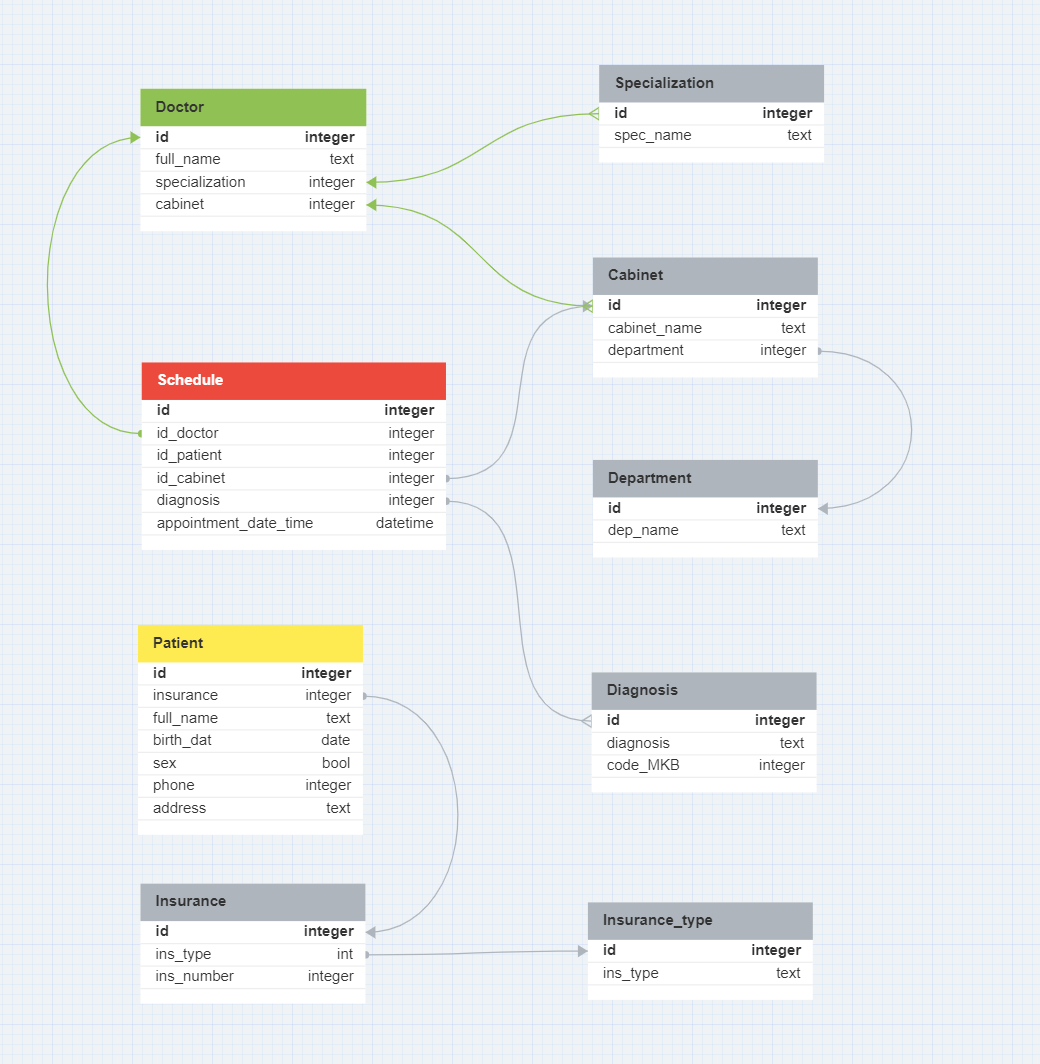 Doctor
id integer
full_name text
specialization integer
cabinet integer
Specialization
id integer
spec_name text
Cabinet
id integer
cabinet_name text
department integer
Schedule
id integer
id_doctor integer
id_patient integer
id_cabinet integer
diagnosis integer
appointment_date_time datetime
Department
id integer
dep_name text
Patient
id integer
insurance integer
full_name text
birth_dat date
sex bool
phone integer
address text
Diagnosis
id integer
diagnosis text
code_MKB integer
Insurance
id integer
ins_type int
ins_number integer
Insurance_type
id integer
ins_type text